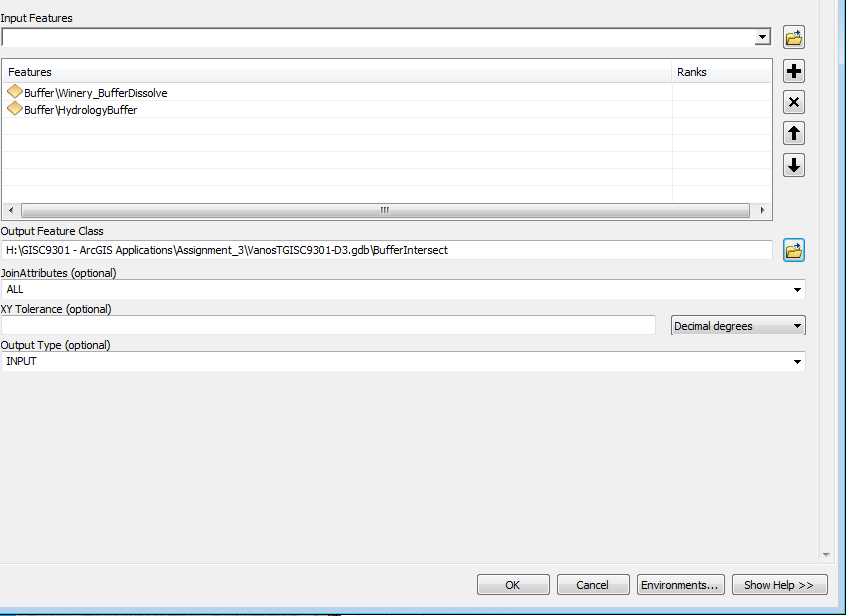 Input Features
Features Ranks
Buffer\Winery_BufferDissolve
Buffer\HydrologyBuffer
Output Feature Class
H:\GISC9301 - ArcGIS Applications\Assignment_3\VanosTGISC9301-D3.gdb\BufferIntersect
JoinAttributes (optional)
ALL
XY Tolerance (optional)
Decimal degrees
Output Type (optional)
INPUT
OK Cancel Environments... Show Help >>